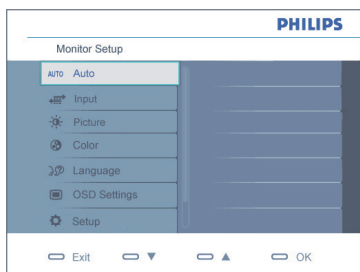 PHILIPS
Monitor Setup
AUTO Auto
Input
Picture
Color
Language
OSD Settings
Setup
Exit ▼ ▲ OK